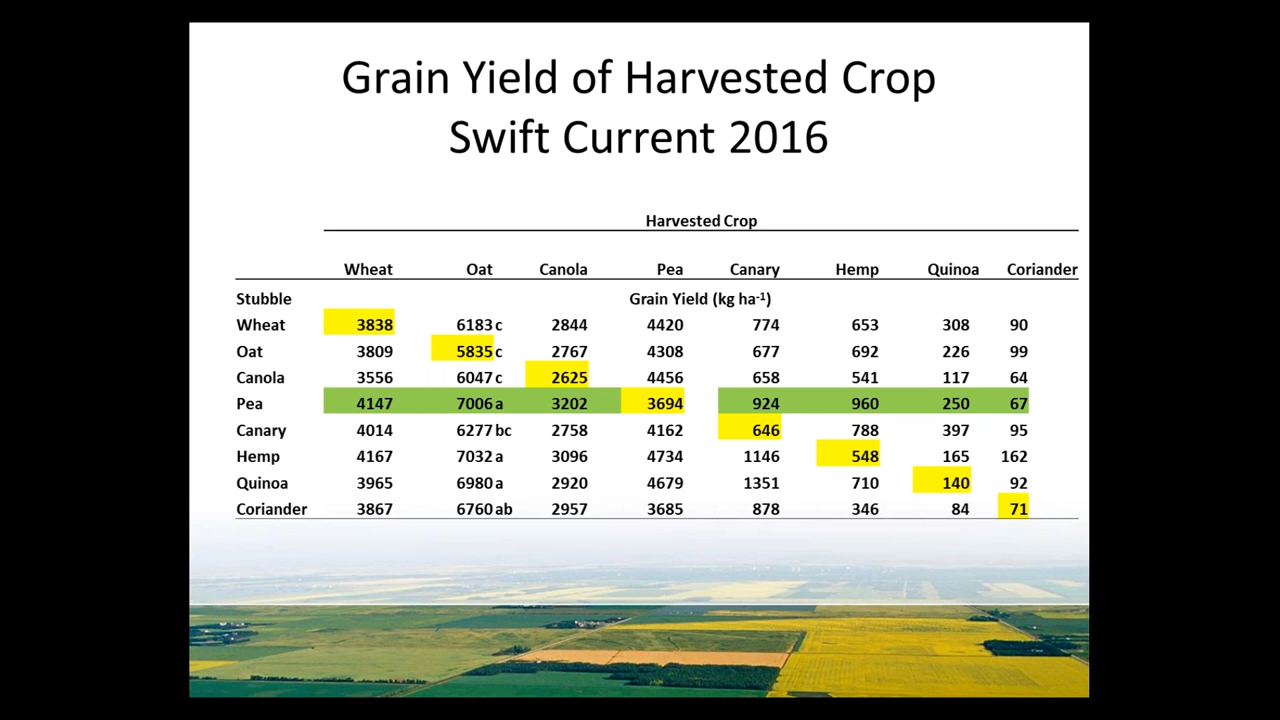 Grain Yield of Harvested Crop
Swift Current 2016
Harvested Crop
Wheat Oat Canola Pea Canary Hemp Quinoa Coriander
Stubble Grain Yield (kg ha-1)
Wheat 3838 6183 c 2844 4420 774 653 308 90
Oat 3809 5835 c 2767 4308 677 692 226 99
Canola 3556 6047 c 2625 4456 658 541 117 64
Pea 4147 7006 a 3202 3694 924 960 250 67
Canary 4014 6277 bc 2758 4162 646 788 397 95
Hemp 4167 7032 a 3096 4734 1146 548 165 162
Quinoa 3965 6980 a 2920 4679 1351 710 140 92
Coriander 3867 6760 ab 2957 3685 878 346 84 71